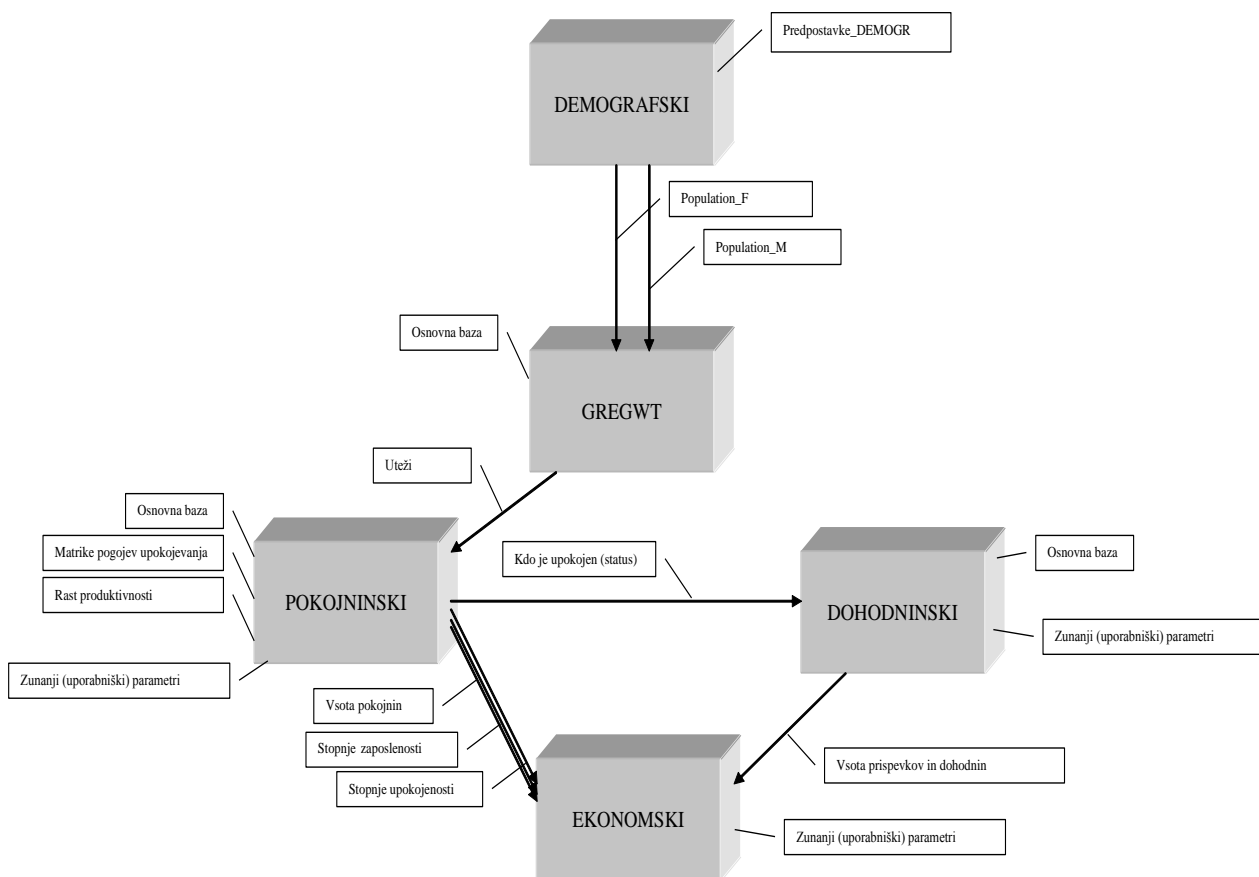 Predpostavke_DEMOGR
DEMOGRAFSKI
Population_F
Population_M
Osnovna baza
GREGWT
Uteži
Osnovna baza
Matrike pogojev upokojevanja
Rast produktivnosti
POKOJNINSKI
Zunanji (uporabniški) parametri
Kdo je upokojen (status)
Osnovna baza
DOHODNINSKI
Zunanji (uporabniški) parametri
Vsota pokojnin
Stopnje zaposlenosti
Stopnje upokojenosti
Vsota prispevkov in dohodnin
EKONOMSKI
Zunanji (uporabniški) parametri